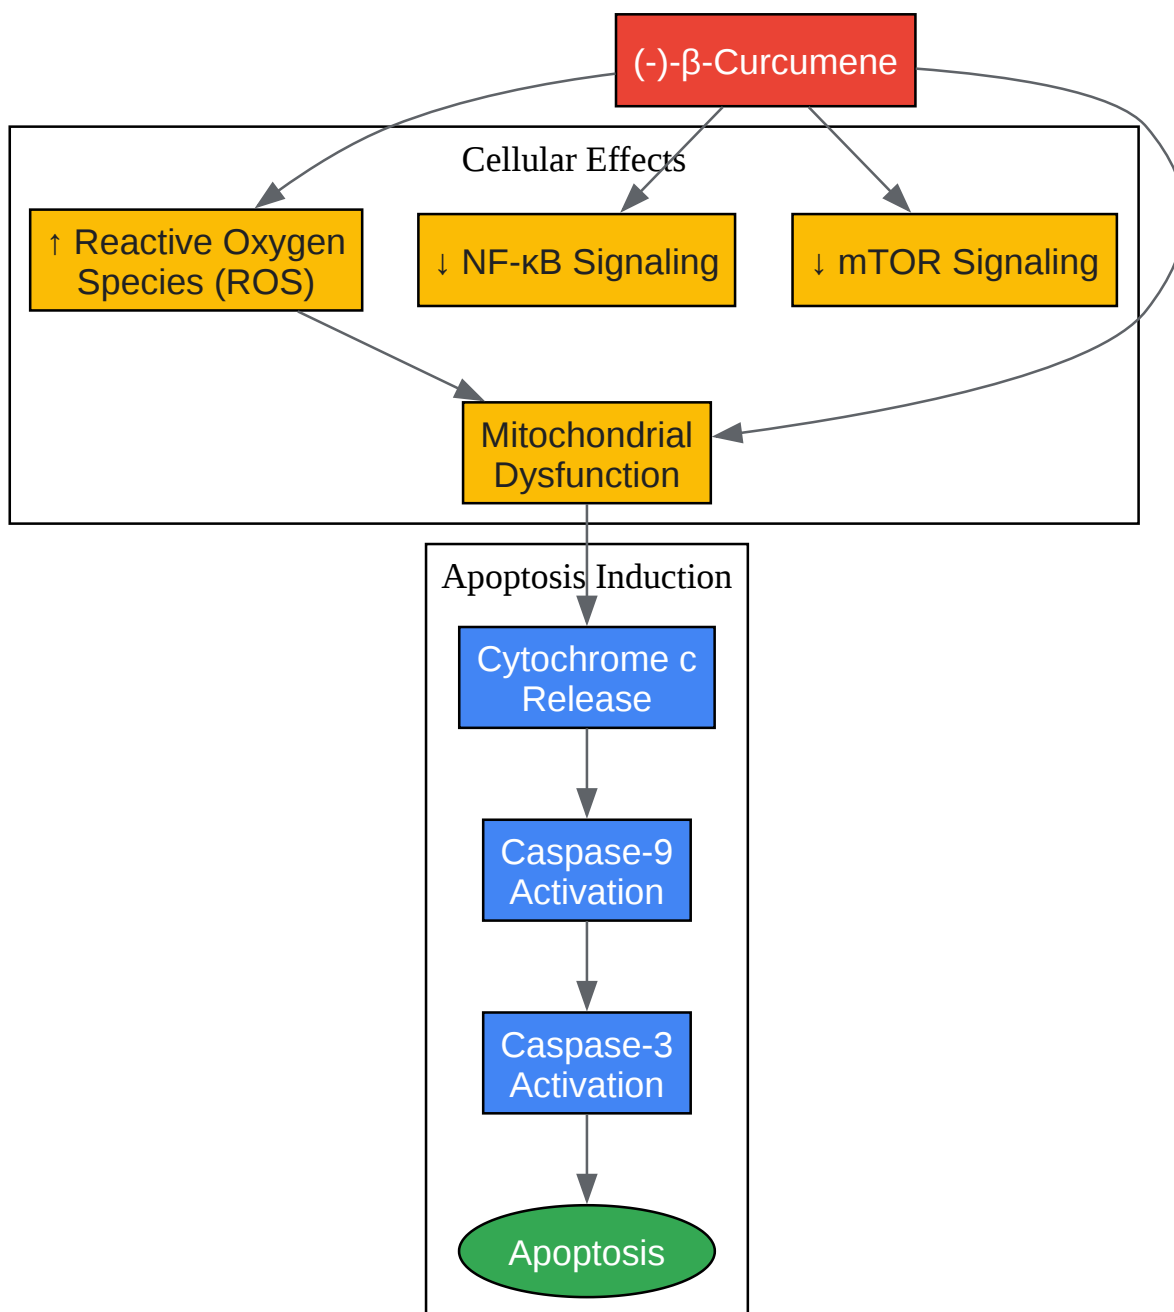 (-)-β-Curcumene
Cellular Effects
↑ Reactive Oxygen
Species (ROS)
↓ NF-κB Signaling
↓ mTOR Signaling
Mitochondrial
Dysfunction
Apoptosis Induction
Cytochrome c
Release
Caspase-9
Activation
Caspase-3
Activation
Apoptosis